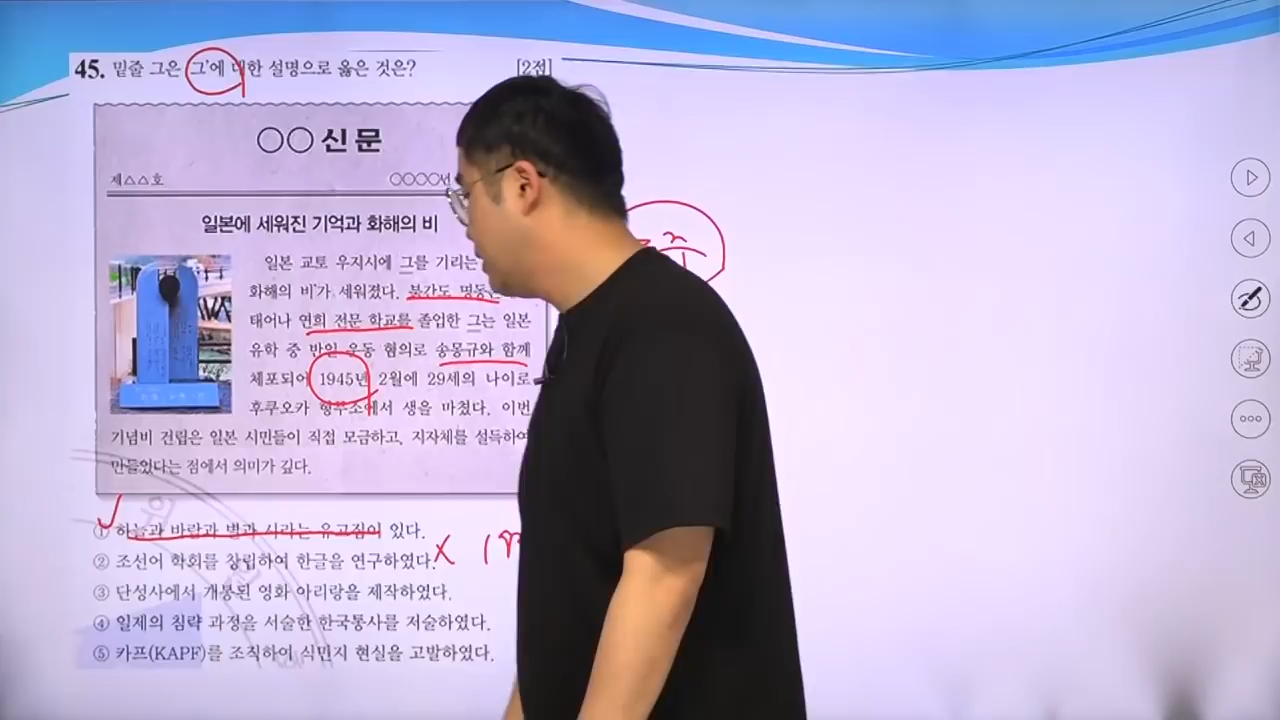 45. 밑줄 그은 '그'에 대한 설명으로 옳은 것은? [2점]
○○신문
제△△호 ○○○○년
일본에 세워진 기억과 화해의 비
일본 교토 우지시에 그를 기리는
화해의 비'가 세워졌다. 북간도 명동
태어나 연희 전문 학교를 졸업한 그는 일본
유학 중 반일 운동 혐의로 송몽규와 함께
체포되어 1945년 2월에 29세의 나이로
후쿠오카 형무소에서 생을 마쳤다. 이번
기념비 건립은 일본 시민들이 직접 모금하고, 지자체를 설득하여
만들었다는 점에서 의미가 깊다.
① 하늘과 바람과 별과 시라는 유고집이 있다.
② 조선어 학회를 창립하여 한글을 연구하였다. X
③ 단성사에서 개봉된 영화 아리랑을 제작하였다.
④ 일제의 침략 과정을 서술한 한국통사를 저술하였다.
⑤ 카프(KAPF)를 조직하여 식민지 현실을 고발하였다.